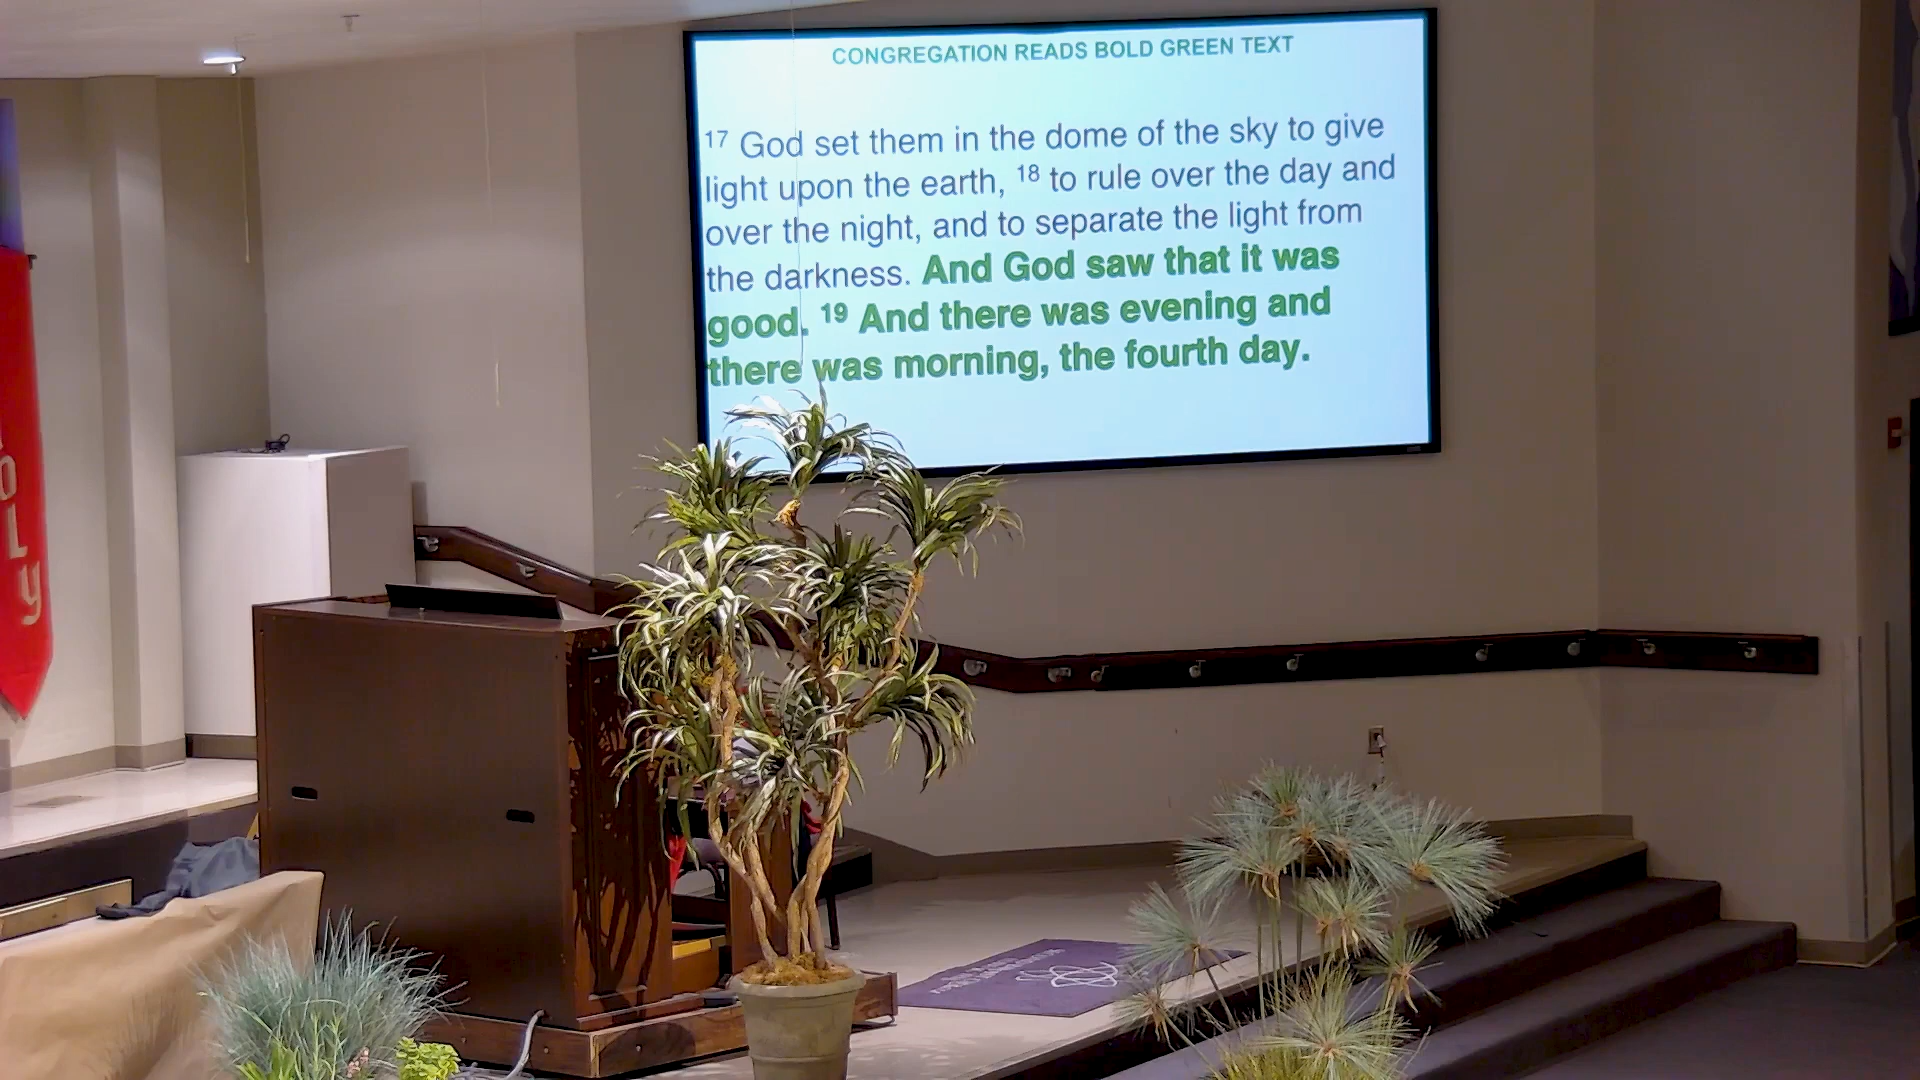 CONGREGATION READS BOLD GREEN TEXT
17 God set them in the dome of the sky to give
light upon the earth, 18 to rule over the day and
over the night, and to separate the light from
the darkness. And God saw that it was
good. 19 And there was evening and
there was morning, the fourth day.
oly